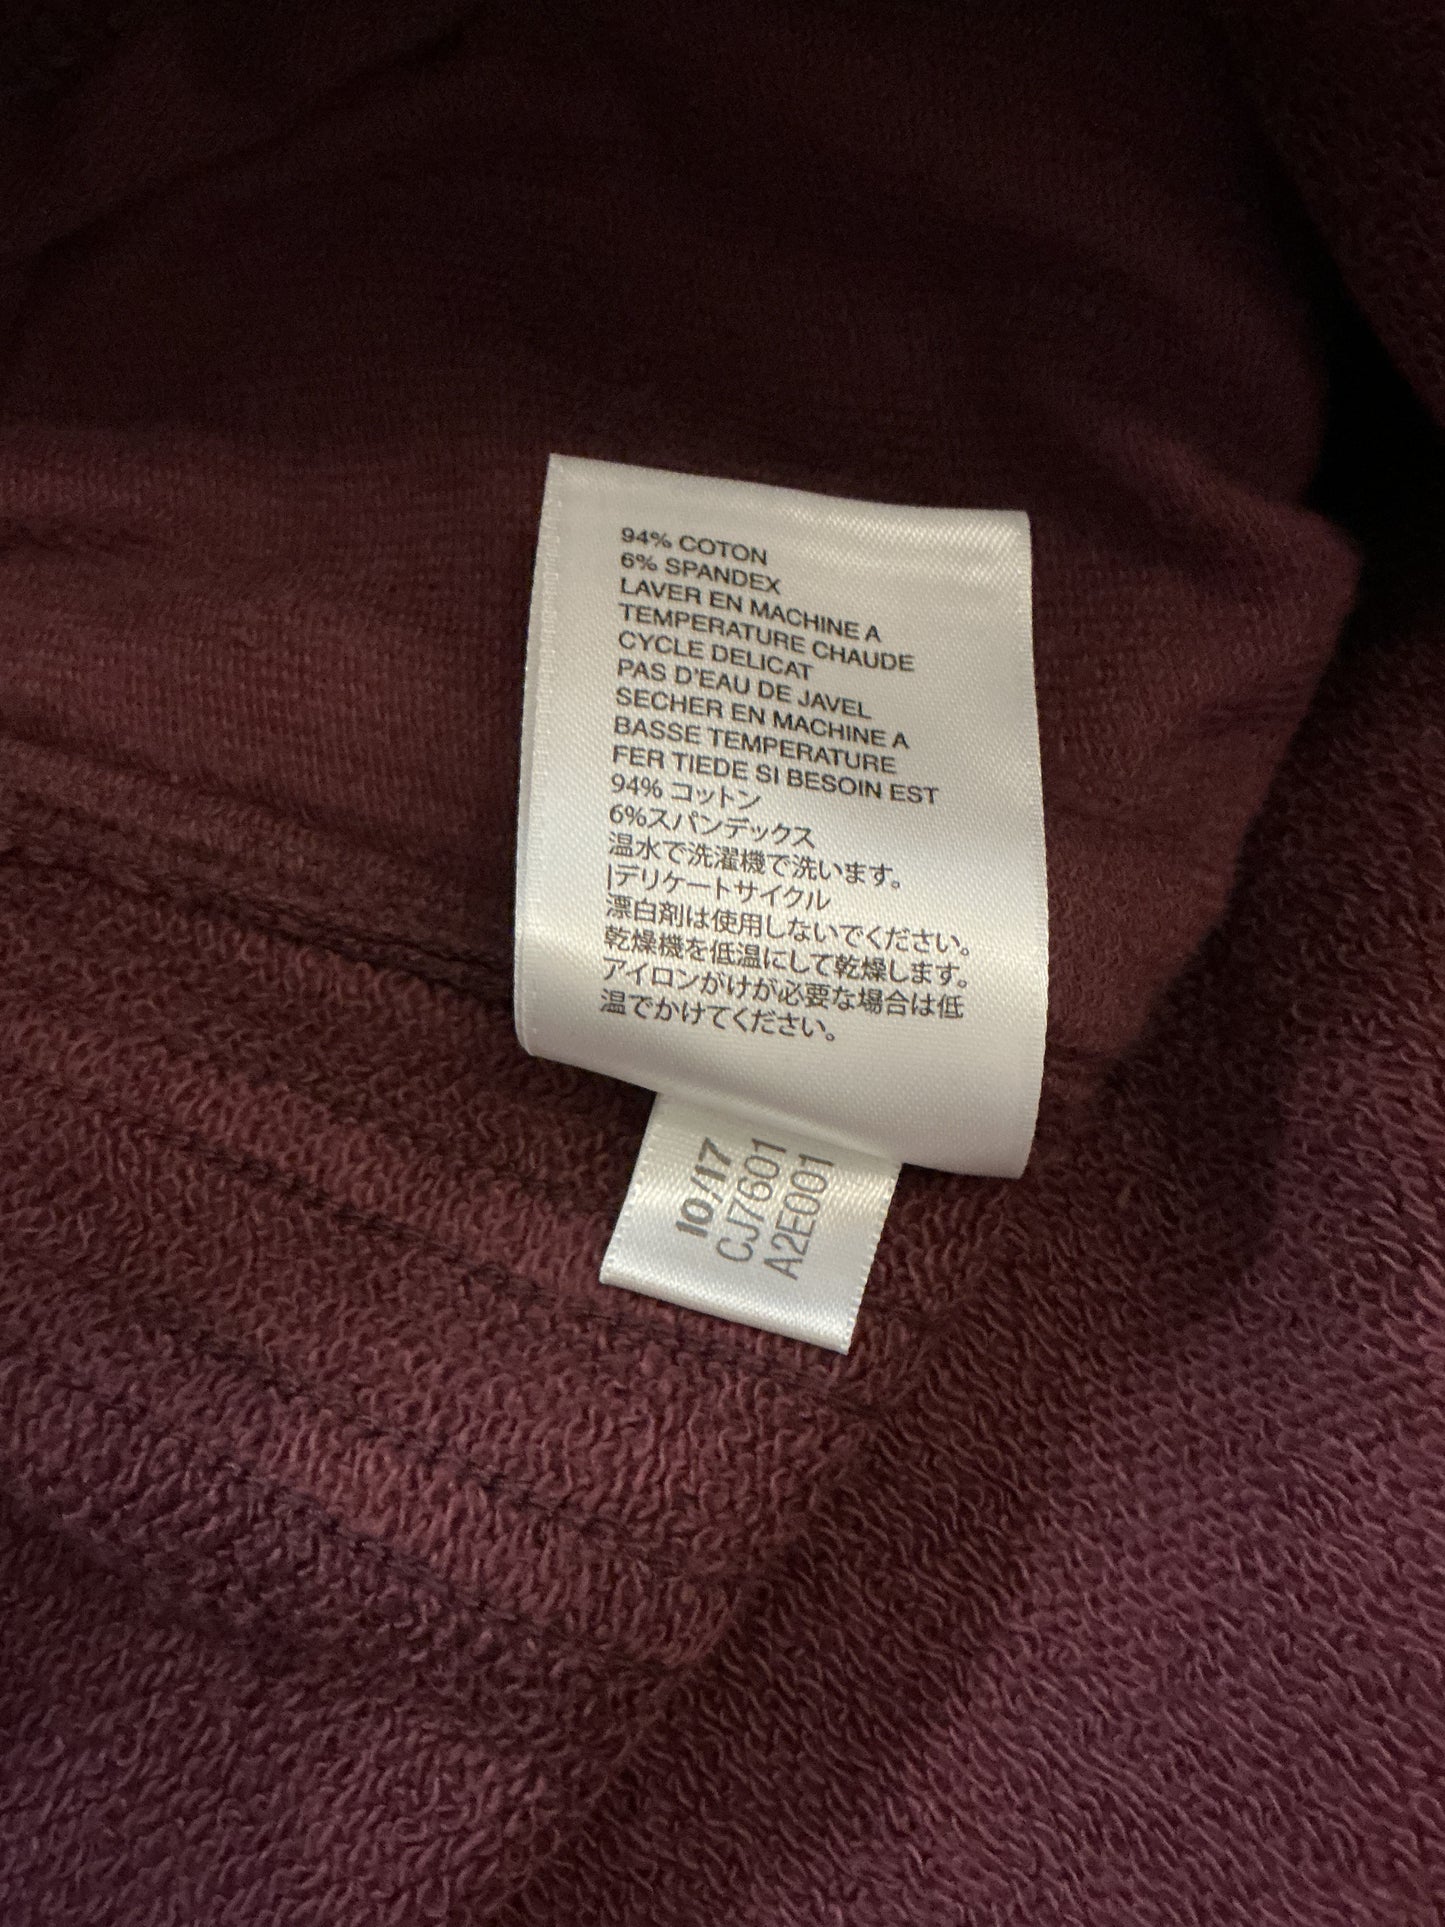 94% COTON
6% SPANDEX
LAVER EN MACHINE A
TEMPERATURE CHAUDE
CYCLE DELICAT
PAS D'EAU DE JAVEL
SECHER EN MACHINE A
BASSE TEMPERATURE
FER TIEDE SI BESOIN EST
94% コットン
6%スパンデックス
温水で洗濯機で洗います。
|デリケートサイクル
漂白剤は使用しないでください。
乾燥機を低温にして乾燥します。
アイロンがけが必要な場合は低
温でかけてください。
10/17
CJ7601
A2E001